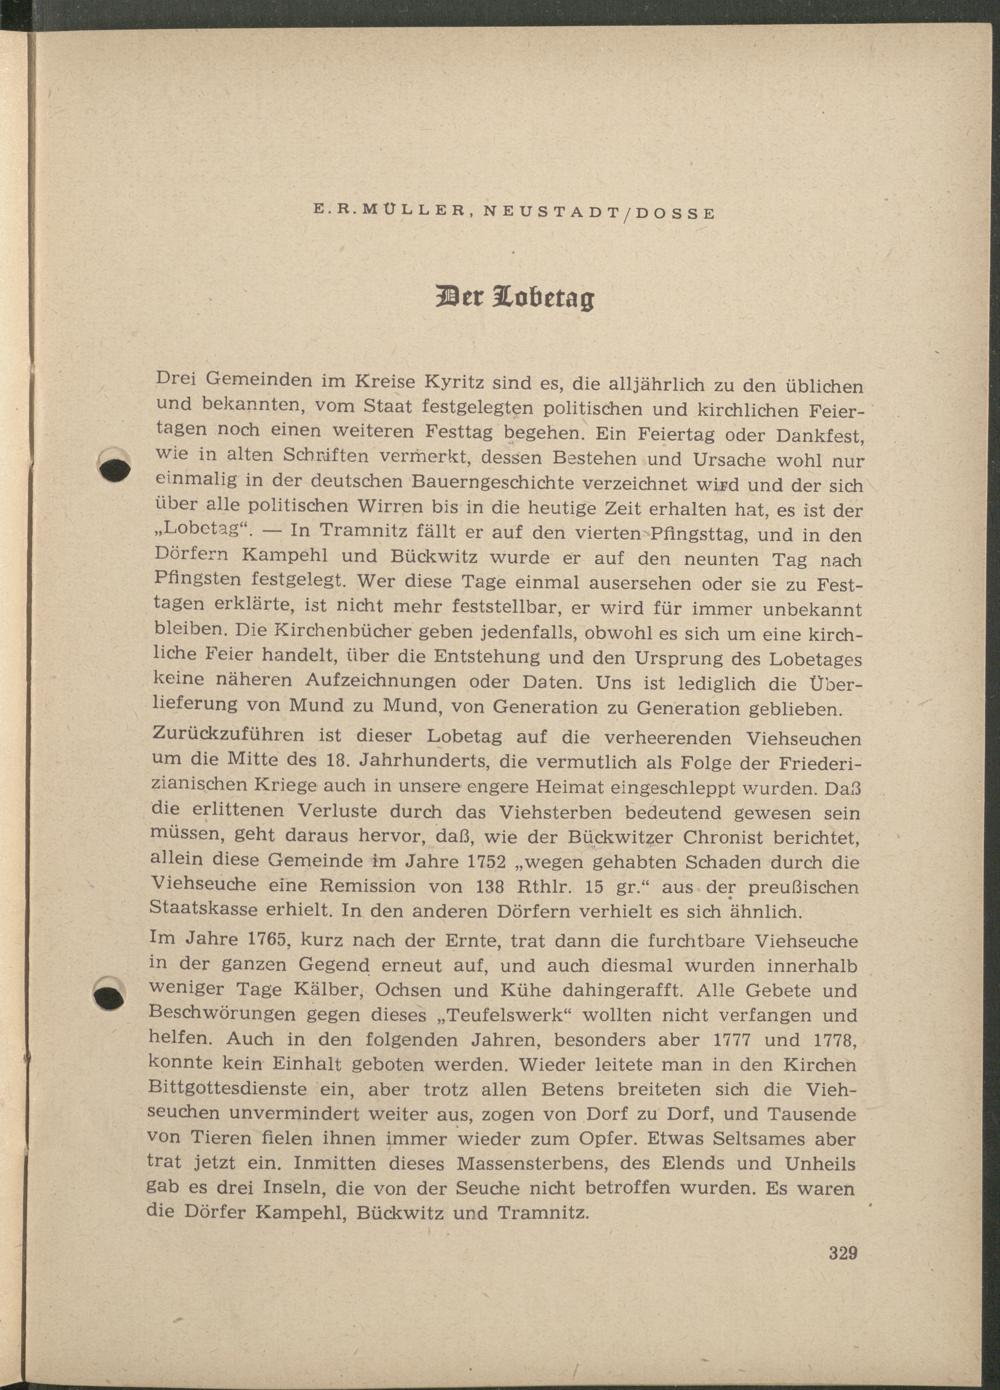 E. R. MÜLLER, NEUSTADT/DOSSE
Der Lobetag
Drei Gemeinden im Kreise Kyritz sind es, die alljährlich zu den üblichen
und bekannten, vom Staat festgelegten politischen und kirchlichen Feier-
tagen noch einen weiteren Festtag begehen. Ein Feiertag oder Dankfest,
wie in alten Schriften vermerkt, dessen Bestehen und Ursache wohl nur
einmalig in der deutschen Bauerngeschichte verzeichnet wird und der sich
über alle politischen Wirren bis in die heutige Zeit erhalten hat, es ist der
„Lobetag“. — In Tramnitz fällt er auf den vierten Pfingsttag, und in den
Dörfern Kampehl und Bückwitz wurde er auf den neunten Tag nach
Pfingsten festgelegt. Wer diese Tage einmal ausersehen oder sie zu Fest-
tagen erklärte, ist nicht mehr feststellbar, er wird für immer unbekannt
bleiben. Die Kirchenbücher geben jedenfalls, obwohl es sich um eine kirch-
liche Feier handelt, über die Entstehung und den Ursprung des Lobetages
keine näheren Aufzeichnungen oder Daten. Uns ist lediglich die Über-
lieferung von Mund zu Mund, von Generation zu Generation geblieben.
Zurückzuführen ist dieser Lobetag auf die verheerenden Viehseuchen
um die Mitte des 18. Jahrhunderts, die vermutlich als Folge der Friederi-
zianischen Kriege auch in unsere engere Heimat eingeschleppt wurden. Daß
die erlittenen Verluste durch das Viehsterben bedeutend gewesen sein
müssen, geht daraus hervor, daß, wie der Bückwitzer Chronist berichtet,
allein diese Gemeinde im Jahre 1752 „wegen gehabten Schaden durch die
Viehseuche eine Remission von 138 Rthlr. 15 gr.“ aus der preußischen
Staatskasse erhielt. In den anderen Dörfern verhielt es sich ähnlich.
Im Jahre 1765, kurz nach der Ernte, trat dann die furchtbare Viehseuche
in der ganzen Gegend erneut auf, und auch diesmal wurden innerhalb
weniger Tage Kälber, Ochsen und Kühe dahingerafft. Alle Gebete und
Beschwörungen gegen dieses „Teufelswerk“ wollten nicht verfangen und
helfen. Auch in den folgenden Jahren, besonders aber 1777 und 1778,
konnte kein Einhalt geboten werden. Wieder leitete man in den Kirchen
Bittgottesdienste ein, aber trotz allen Betens breiteten sich die Vieh-
seuchen unvermindert weiter aus, zogen von Dorf zu Dorf, und Tausende
von Tieren fielen ihnen immer wieder zum Opfer. Etwas Seltsames aber
trat jetzt ein. Inmitten dieses Massensterbens, des Elends und Unheils
gab es drei Inseln, die von der Seuche nicht betroffen wurden. Es waren
die Dörfer Kampehl, Bückwitz und Tramnitz.
329